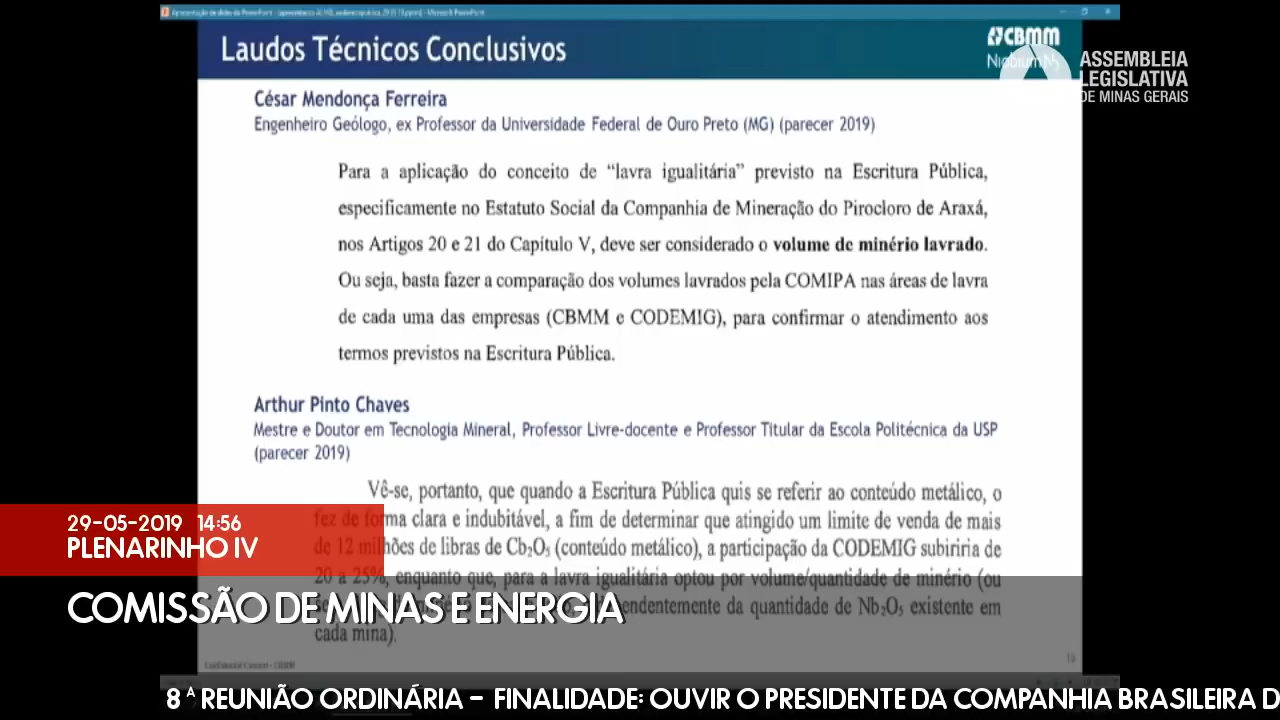 Laudos Técnicos Conclusivos
CBMM
Niobium N5
ASSEMBLEIA
LEGISLATIVA
DE MINAS GERAIS
César Mendonça Ferreira
Engenheiro Geólogo, ex Professor da Universidade Federal de Ouro Preto (MG) (parecer 2019)
Para a aplicação do conceito de “lavra igualitária” previsto na Escritura Pública,
especificamente no Estatuto Social da Companhia de Mineração do Pirocloro de Araxá,
nos Artigos 20 e 21 do Capítulo V, deve ser considerado o volume de minério lavrado.
Ou seja, basta fazer a comparação dos volumes lavrados pela COMIPA nas áreas de lavra
de cada uma das empresas (CBMM e CODEMIG), para confirmar o atendimento aos
termos previstos na Escritura Pública.
Arthur Pinto Chaves
Mestre e Doutor em Tecnologia Mineral, Professor Livre-docente e Professor Titular da Escola Politécnica da USP
(parecer 2019)
Vê-se, portanto, que quando a Escritura Pública quis se referir ao conteúdo metálico, o
fez de forma clara e indubitável, a fim de determinar que atingido um limite de venda de mais
de 12 milhões de libras de Cb₂O₅ (conteúdo metálico), a participação da CODEMIG subiria de
20 a 25%, enquanto que, para a lavra igualitária optou por volume/quantidade de minério (ou
da quantidade de Nb₂O₅ existente em
cada mina).
13
29-05-2019 14:56
PLENARINHO IV
COMISSÃO DE MINAS E ENERGIA
8ª REUNIÃO ORDINÁRIA - FINALIDADE: OUVIR O PRESIDENTE DA COMPANHIA BRASILEIRA D